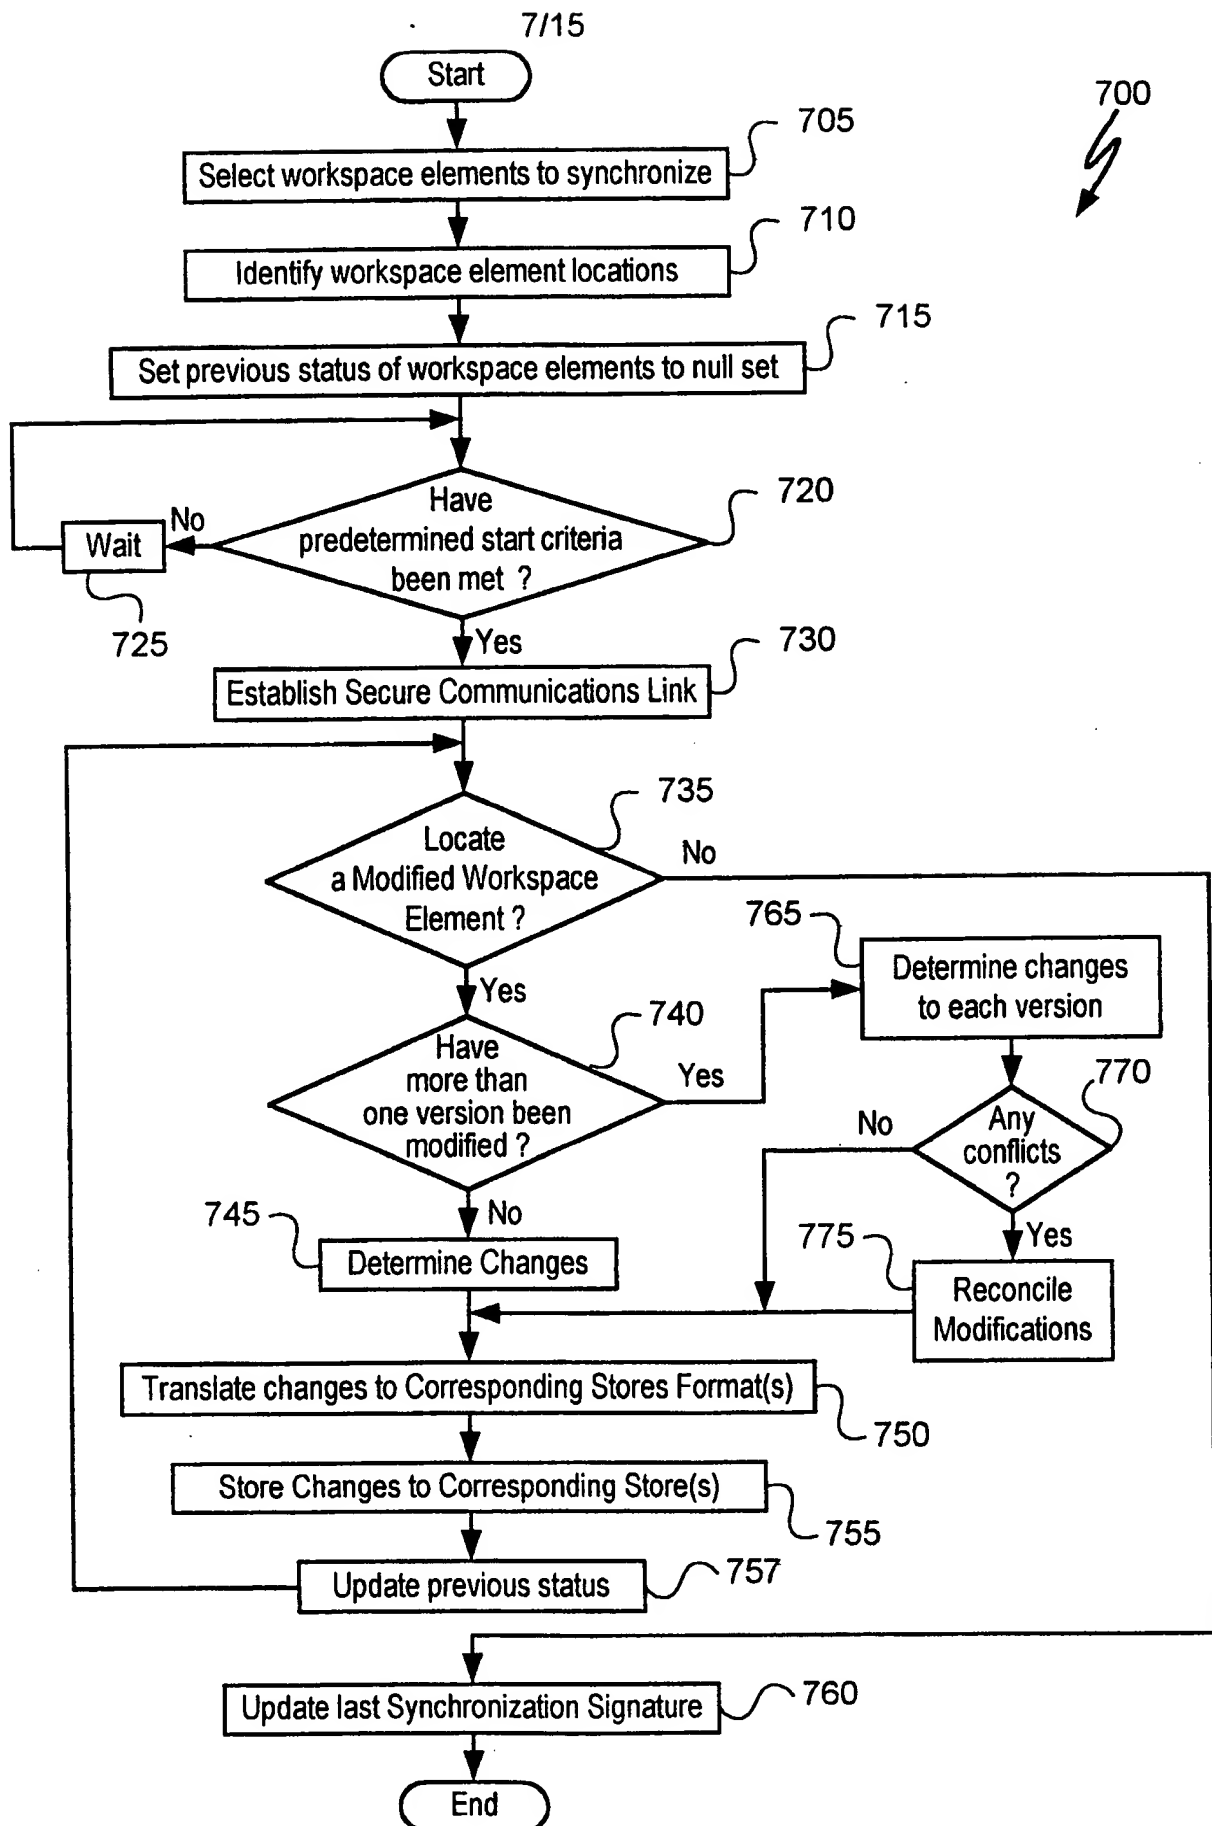 7/15
Start
700
705
Select workspace elements to synchronize
710
Identify workspace element locations
715
Set previous status of workspace elements to null set
720
Have
predetermined start criteria
been met ?
No
Wait
725
Yes
730
Establish Secure Communications Link
735
Locate
a Modified Workspace
Element ?
No
Yes
765
Determine changes
to each version
740
Have
more than
one version been
modified ?
Yes
770
Any
conflicts
?
No
Yes
No
745
Determine Changes
775
Reconcile
Modifications
Translate changes to Corresponding Stores Format(s)
750
Store Changes to Corresponding Store(s)
755
Update previous status
757
Update last Synchronization Signature
760
End